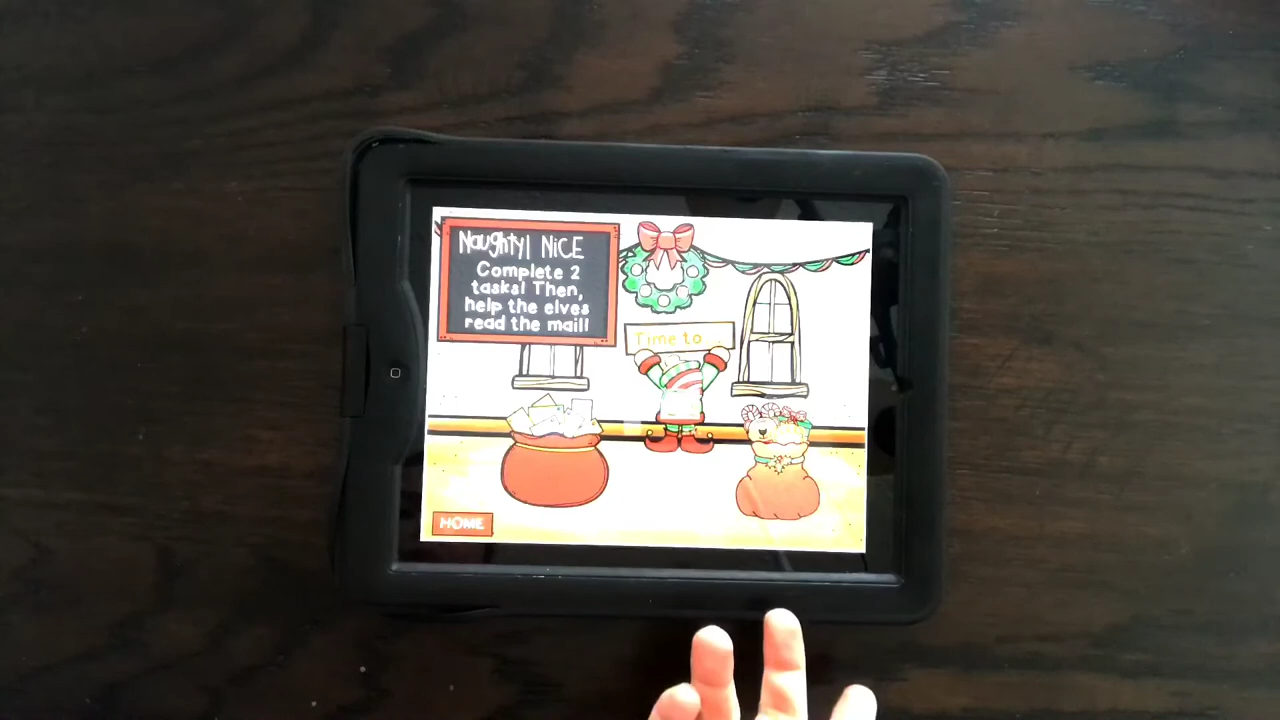 Naughty| NiCE
Complete 2
tasks! Then,
help the elves
read the mail!
Time to...
HOME